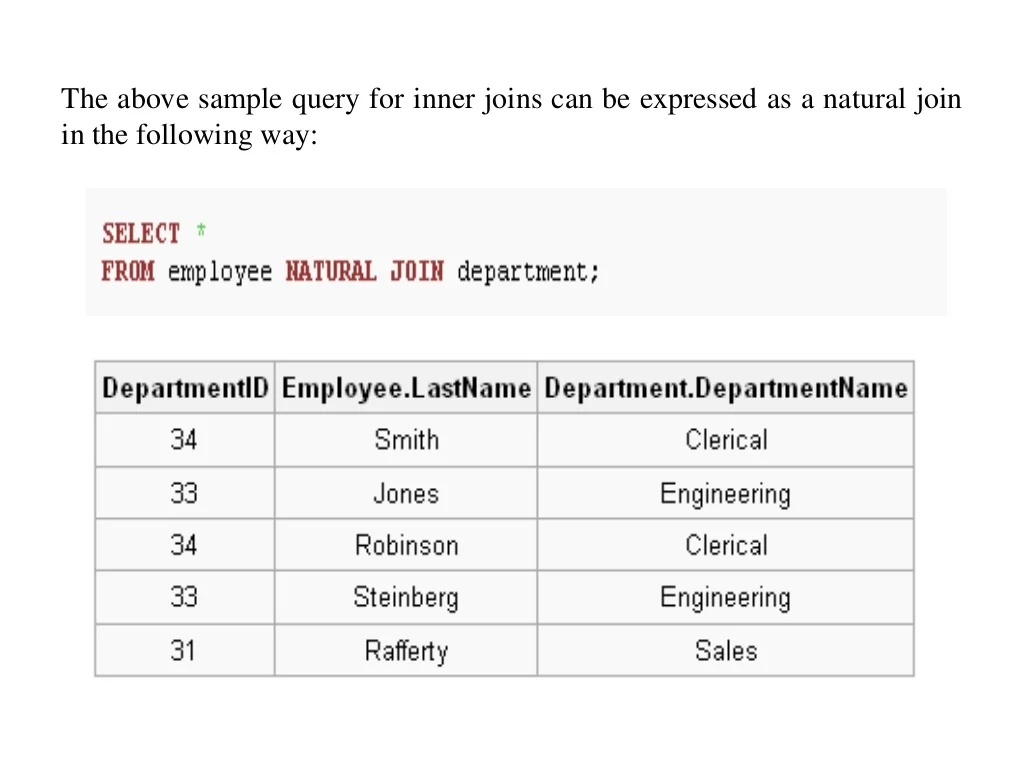 The above sample query for inner joins can be expressed as a natural join
in the following way:
SELECT *
FROM employee NATURAL JOIN department;
DepartmentID Employee.LastName Department.DepartmentName
34 Smith Clerical
33 Jones Engineering
34 Robinson Clerical
33 Steinberg Engineering
31 Rafferty Sales